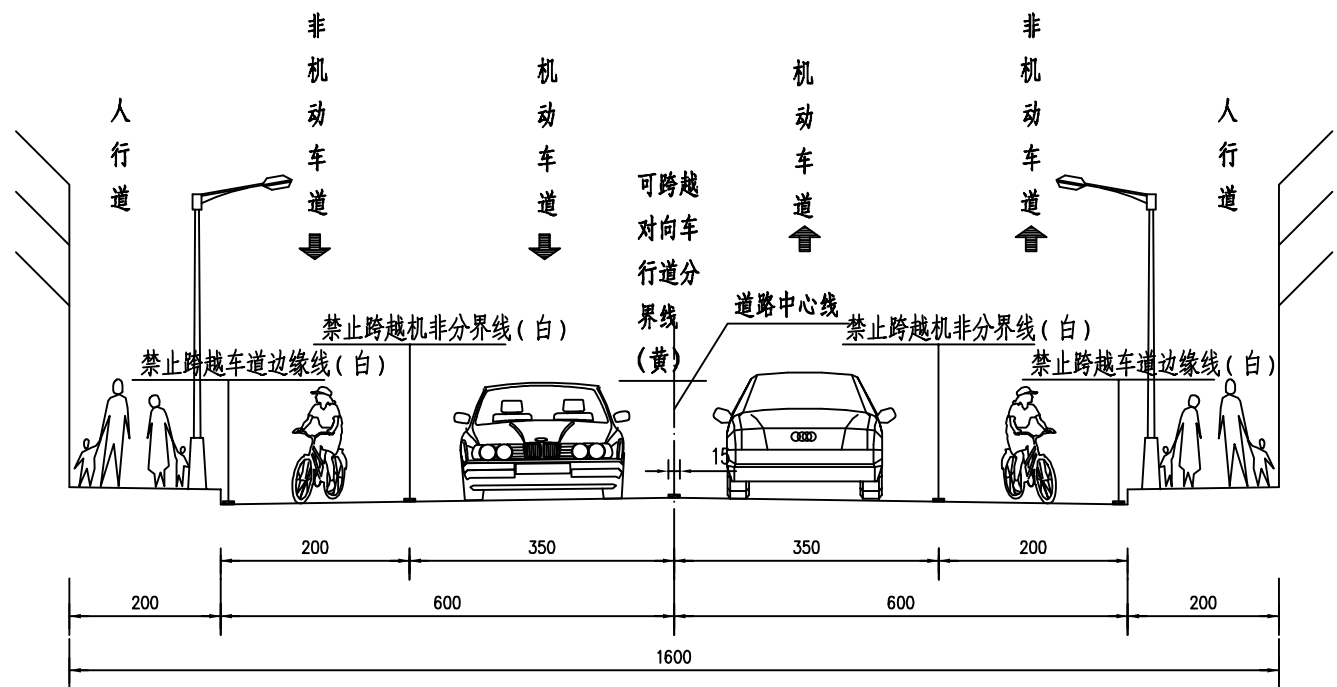 非机动车道
机动车道
机动车道
非机动车道
人行道
人行道
可跨越
对向车
行道分
界线
(黄)
道路中心线
禁止跨越机非分界线(白)
禁止跨越机非分界线(白)
禁止跨越车道边缘线(白)
禁止跨越车道边缘线(白)
15
200
350
350
200
200
600
600
200
1600